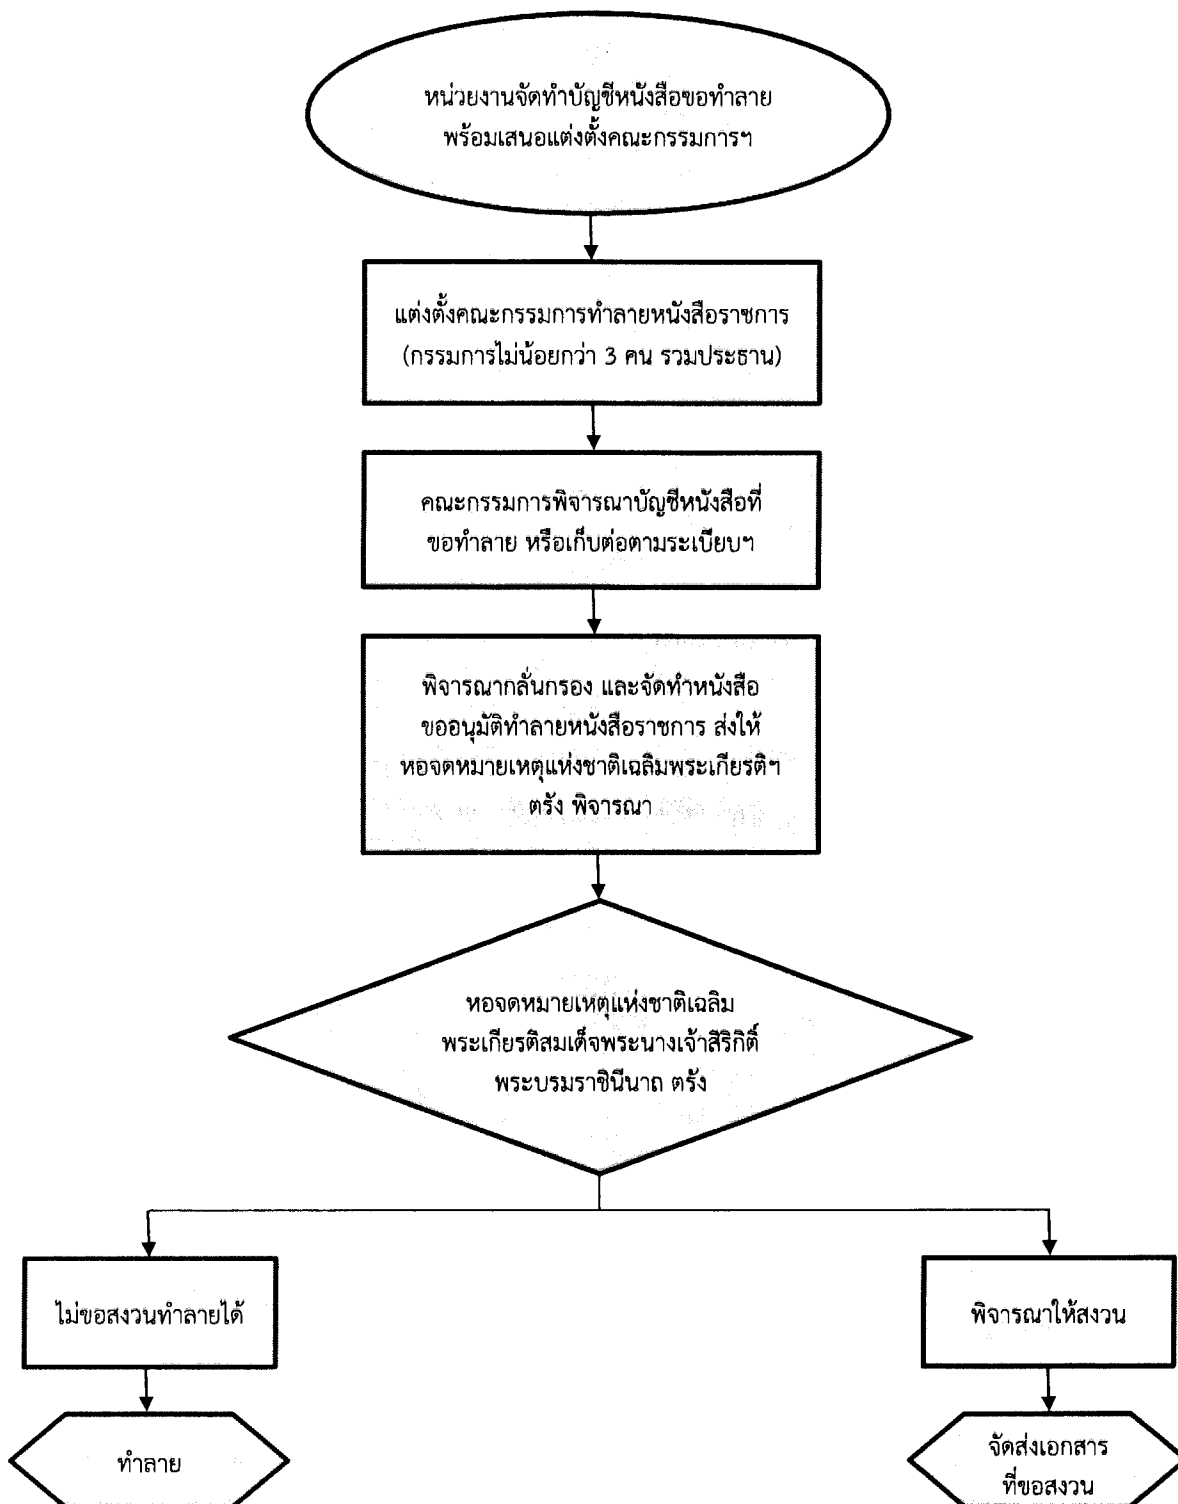 หน่วยงานจัดทำบัญชีหนังสือขอทำลาย
พร้อมเสนอแต่งตั้งคณะกรรมการฯ
แต่งตั้งคณะกรรมการทำลายหนังสือราชการ
(กรรมการไม่น้อยกว่า 3 คน รวมประธาน)
คณะกรรมการพิจารณาบัญชีหนังสือที่
ขอทำลาย หรือเก็บต่อตามระเบียบฯ
พิจารณากลั่นกรอง และจัดทำหนังสือ
ขออนุมัติทำลายหนังสือราชการ ส่งให้
หอจดหมายเหตุแห่งชาติเฉลิมพระเกียรติฯ
ตรัง พิจารณา
หอจดหมายเหตุแห่งชาติเฉลิม
พระเกียรติสมเด็จพระนางเจ้าสิริกิติ์
พระบรมราชินีนาถ ตรัง
ไม่ขอสงวนทำลายได้
พิจารณาให้สงวน
ทำลาย
จัดส่งเอกสาร
ที่ขอสงวน